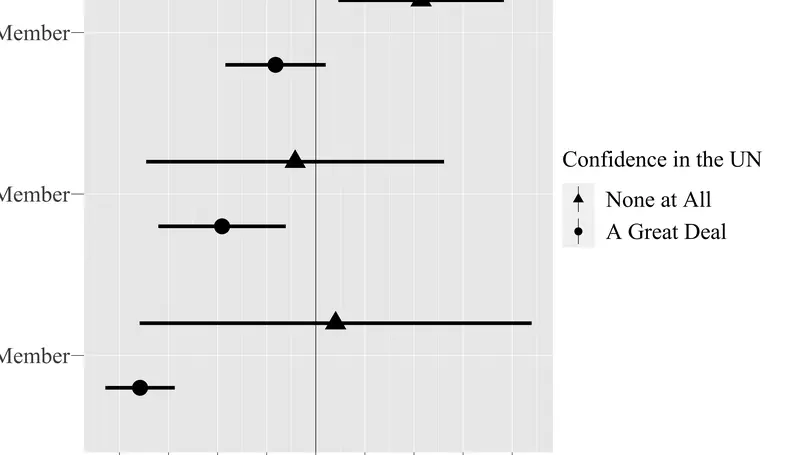 Member
Confidence in the UN
None at All
Member
A Great Deal
Member